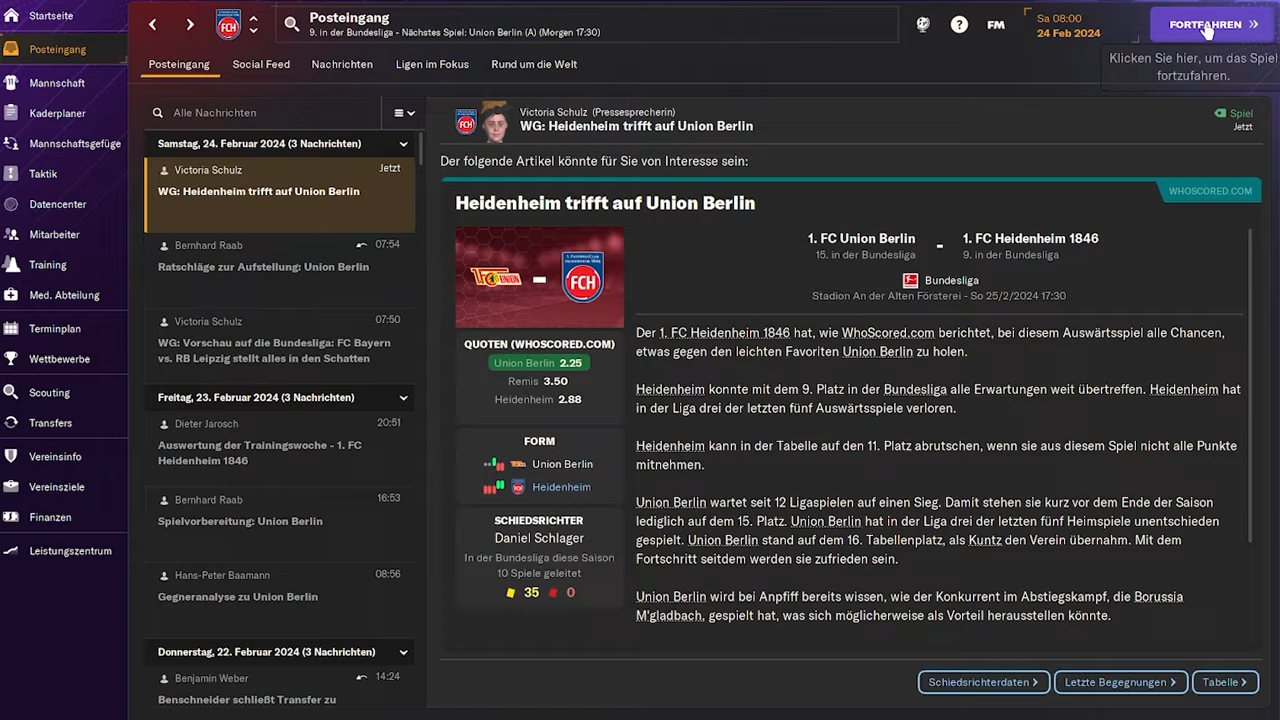 Startseite
Posteingang
Mannschaft
Kaderplaner
Mannschaftsgefüge
Taktik
Datencenter
Mitarbeiter
Training
Med. Abteilung
Terminplan
Wettbewerbe
Scouting
Transfers
Vereinsinfo
Vereinsziele
Finanzen
Leistungszentrum
FCH
Posteingang
9. in der Bundesliga - Nächstes Spiel: Union Berlin (A) (Morgen 17:30)
?
FM
Sa 08:00
24 Feb 2024
FORTFAHREN
Klicken Sie hier, um das Spiel
fortzufahren.
Posteingang
Social Feed
Nachrichten
Ligen im Fokus
Rund um die Welt
Alle Nachrichten
Samstag, 24. Februar 2024 (3 Nachrichten)
Victoria Schulz Jetzt
WG: Heidenheim trifft auf Union Berlin
Bernhard Raab 07:54
Ratschläge zur Aufstellung: Union Berlin
Victoria Schulz 07:50
WG: Vorschau auf die Bundesliga: FC Bayern
vs. RB Leipzig stellt alles in den Schatten
Freitag, 23. Februar 2024 (3 Nachrichten)
Dieter Jarosch 20:51
Auswertung der Trainingswoche - 1. FC
Heidenheim 1846
Bernhard Raab 16:53
Spielvorbereitung: Union Berlin
Hans-Peter Baamann 08:56
Gegneranalyse zu Union Berlin
Donnerstag, 22. Februar 2024 (3 Nachrichten)
Benjamin Weber 14:24
Benschneider schließt Transfer zu
Victoria Schulz (Pressesprecherin)
WG: Heidenheim trifft auf Union Berlin
Spiel
Jetzt
Der folgende Artikel könnte für Sie von Interesse sein:
WHOSCORED.COM
Heidenheim trifft auf Union Berlin
FCH
QUOTEN (WHOSCORED.COM)
Union Berlin 2.25
Remis 3.50
Heidenheim 2.88
FORM
Union Berlin
Heidenheim
SCHIEDSRICHTER
Daniel Schlager
In der Bundesliga diese Saison
10 Spiele geleitet
35 0
1. FC Union Berlin - 1. FC Heidenheim 1846
15. in der Bundesliga 9. in der Bundesliga
Bundesliga
Stadion An der Alten Försterei - So 25/2/2024 17:30
Der 1. FC Heidenheim 1846 hat, wie WhoScored.com berichtet, bei diesem Auswärtsspiel alle Chancen,
etwas gegen den leichten Favoriten Union Berlin zu holen.
Heidenheim konnte mit dem 9. Platz in der Bundesliga alle Erwartungen weit übertreffen. Heidenheim hat
in der Liga drei der letzten fünf Auswärtsspiele verloren.
Heidenheim kann in der Tabelle auf den 11. Platz abrutschen, wenn sie aus diesem Spiel nicht alle Punkte
mitnehmen.
Union Berlin wartet seit 12 Ligaspielen auf einen Sieg. Damit stehen sie kurz vor dem Ende der Saison
lediglich auf dem 15. Platz. Union Berlin hat in der Liga drei der letzten fünf Heimspiele unentschieden
gespielt. Union Berlin stand auf dem 16. Tabellenplatz, als Kuntz den Verein übernahm. Mit dem
Fortschritt seitdem werden sie zufrieden sein.
Union Berlin wird bei Anpfiff bereits wissen, wie der Konkurrent im Abstiegskampf, die Borussia
M'gladbach, gespielt hat, was sich möglicherweise als Vorteil herausstellen könnte.
Schiedsrichterdaten
Letzte Begegnungen
Tabelle